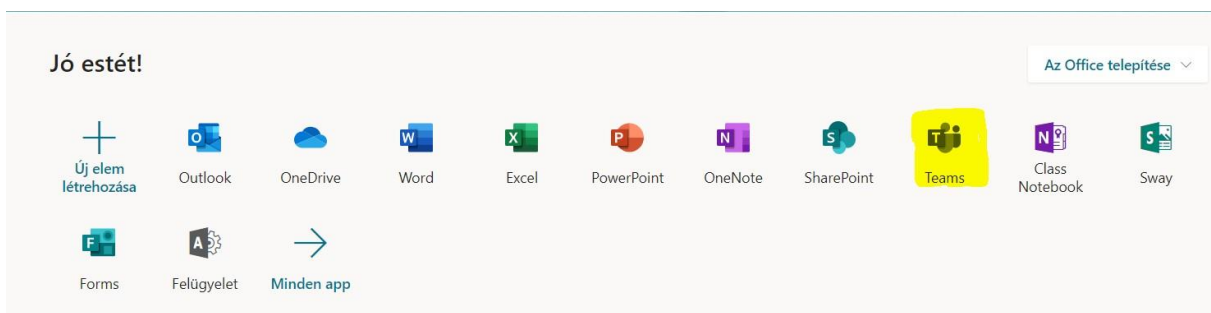 Jó estét!
Az Office telepítése
Új elem
létrehozása
Outlook
OneDrive
Word
Excel
PowerPoint
OneNote
SharePoint
Teams
Class
Notebook
Sway
Forms
Felügyelet
Minden app